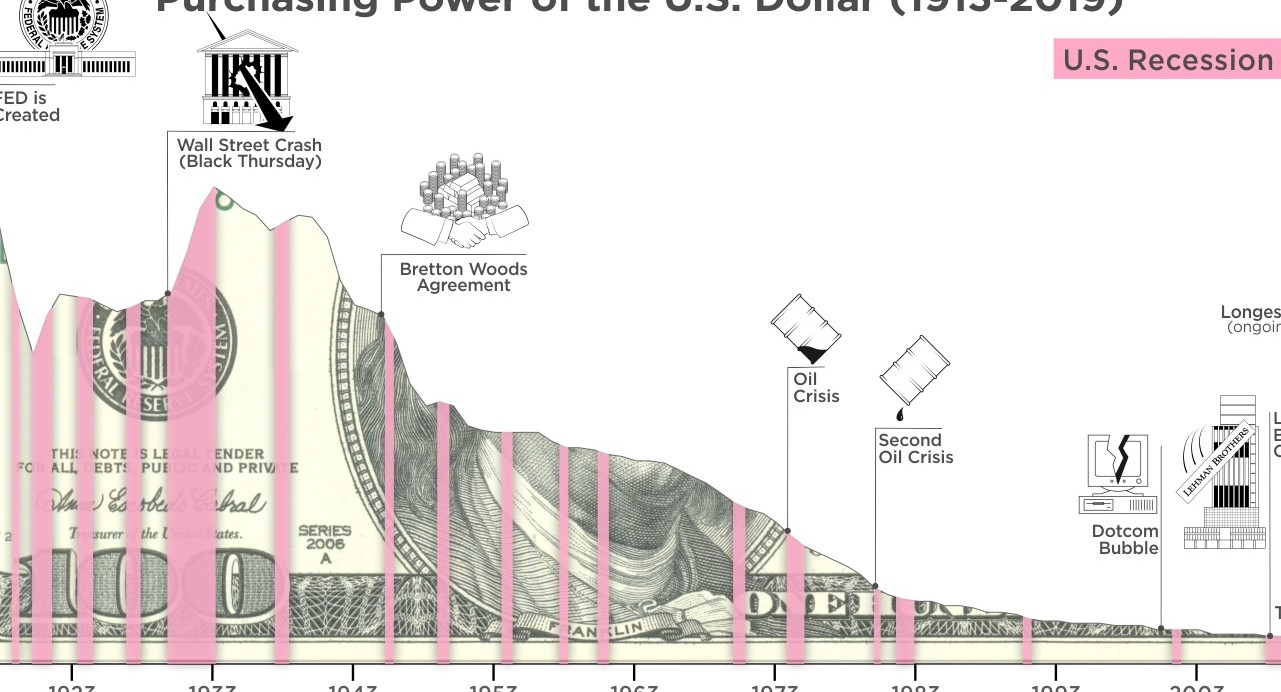 Purchasing Power of the U.S. Dollar (1913-2019)
FEDERAL
E SYSTEM
U.S. Recession
FED is
Created
Wall Street Crash
(Black Thursday)
Bretton Woods
Agreement
Oil
Crisis
Second
Oil Crisis
Longes
(ongoin
LEHMAN BROTHERS
Dotcom
Bubble
L
E
C
T
FEDERAL RESERVE SYSTEM
THIS NOTE IS LEGAL TENDER
FOR ALL DEBTS, PUBLIC AND PRIVATE
Treasurer of the United States.
SERIES
2006
A
100
FRANKLIN
1923 1933 1943 1953 1963 1973 1983 1993 2003